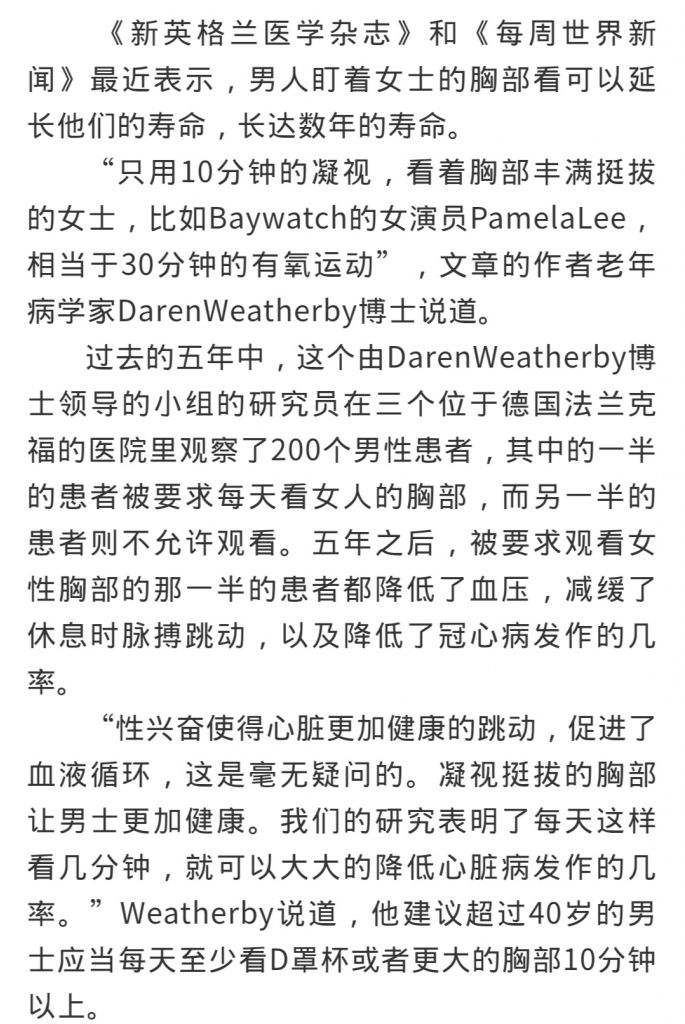 《新英格兰医学杂志》和《每周世界新
闻》最近表示，男人盯着女士的胸部看可以延
长他们的寿命，长达数年的寿命。
“只用10分钟的凝视，看着胸部丰满挺拔
的女士，比如Baywatch的女演员PamelaLee，
相当于30分钟的有氧运动”，文章的作者老年
病学家DarenWeatherby博士说道。
过去的五年中，这个由DarenWeatherby博
士领导的小组的研究员在三个位于德国法兰克
福的医院里观察了200个男性患者，其中的一半
的患者被要求每天看女人的胸部，而另一半的
患者则不允许观看。五年之后，被要求观看女
性胸部的那一半的患者都降低了血压，减缓了
休息时脉搏跳动，以及降低了冠心病发作的几
率。
“性兴奋使得心脏更加健康的跳动，促进了
血液循环，这是毫无疑问的。凝视挺拔的胸部
让男士更加健康。我们的研究表明了每天这样
看几分钟，就可以大大的降低心脏病发作的几
率。”Weatherby说道，他建议超过40岁的男
士应当每天至少看D罩杯或者更大的胸部10分钟
以上。